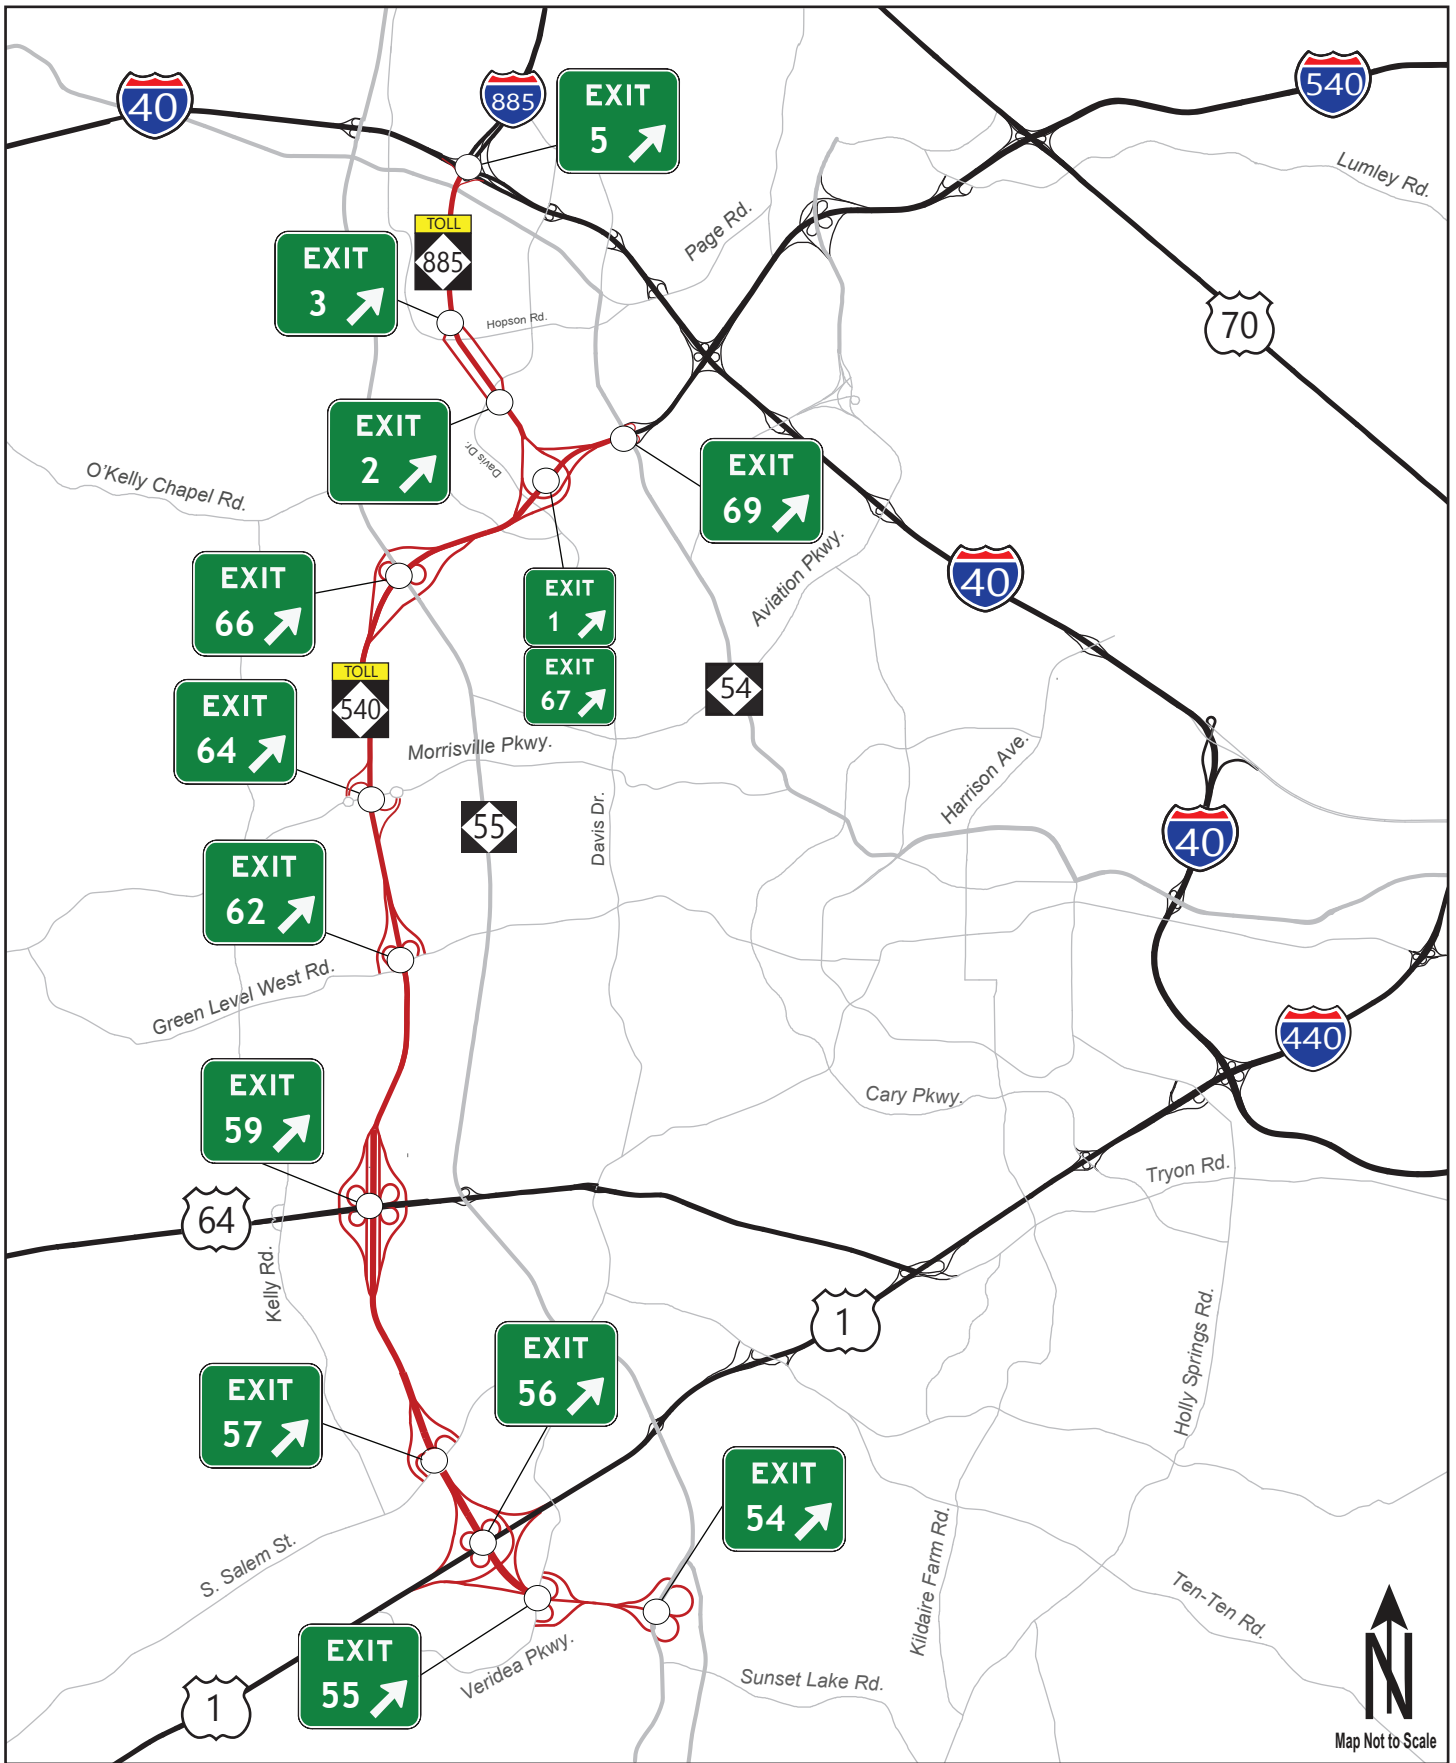 40
885
EXIT
5
540
Lumley Rd.
Page Rd.
TOLL
885
EXIT
3
Hopson Rd.
70
EXIT
2
Davis Dr.
O'Kelly Chapel Rd.
EXIT
69
EXIT
66
Aviation Pkwy.
40
EXIT
1
EXIT
67
TOLL
540
54
EXIT
64
Morrisville Pkwy.
Harrison Ave.
55
Davis Dr.
40
EXIT
62
Green Level West Rd.
440
EXIT
59
Cary Pkwy.
Tryon Rd.
64
Kelly Rd.
1
Holly Springs Rd.
EXIT
56
EXIT
57
EXIT
54
S. Salem St.
Kildaire Farm Rd.
Ten-Ten Rd.
EXIT
55
Veridea Pkwy.
Sunset Lake Rd.
1
N
Map Not to Scale